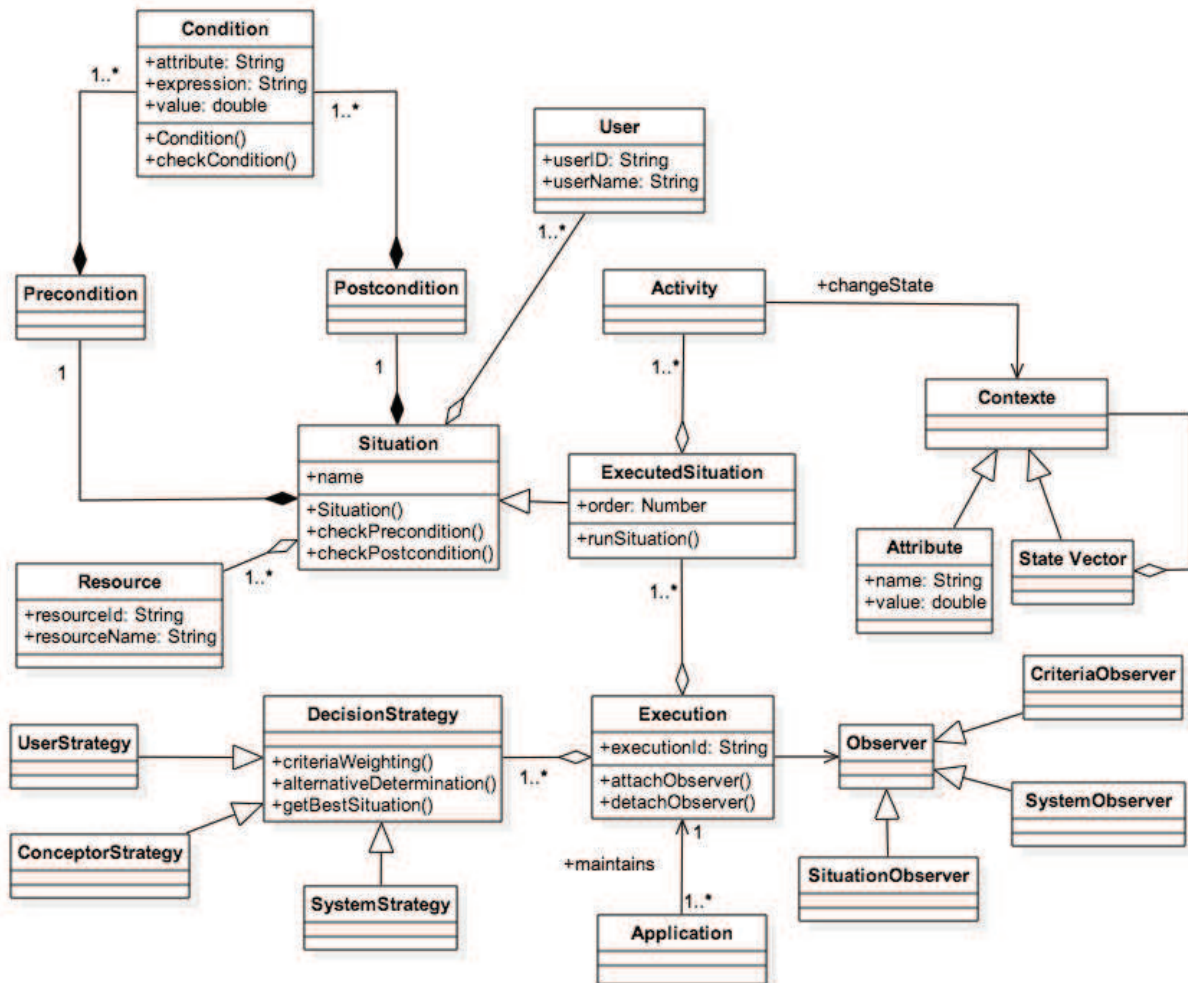 Condition
+attribute: String
+expression: String
+value: double
+Condition()
+checkCondition()
1..*
1..*
User
+userID: String
+userName: String
1..*
Precondition
Postcondition
Activity
+changeState
1
1
1..*
Contexte
Situation
+name
+Situation()
+checkPrecondition()
+checkPostcondition()
ExecutedSituation
+order: Number
+runSituation()
Attribute
+name: String
+value: double
State Vector
Resource
+resourceId: String
+resourceName: String
1..*
1..*
CriteriaObserver
DecisionStrategy
+criteriaWeighting()
+alternativeDetermination()
+getBestSituation()
1..*
Execution
+executionId: String
+attachObserver()
+detachObserver()
Observer
UserStrategy
SystemObserver
ConceptorStrategy
1
+maintains
SituationObserver
SystemStrategy
1..*
Application